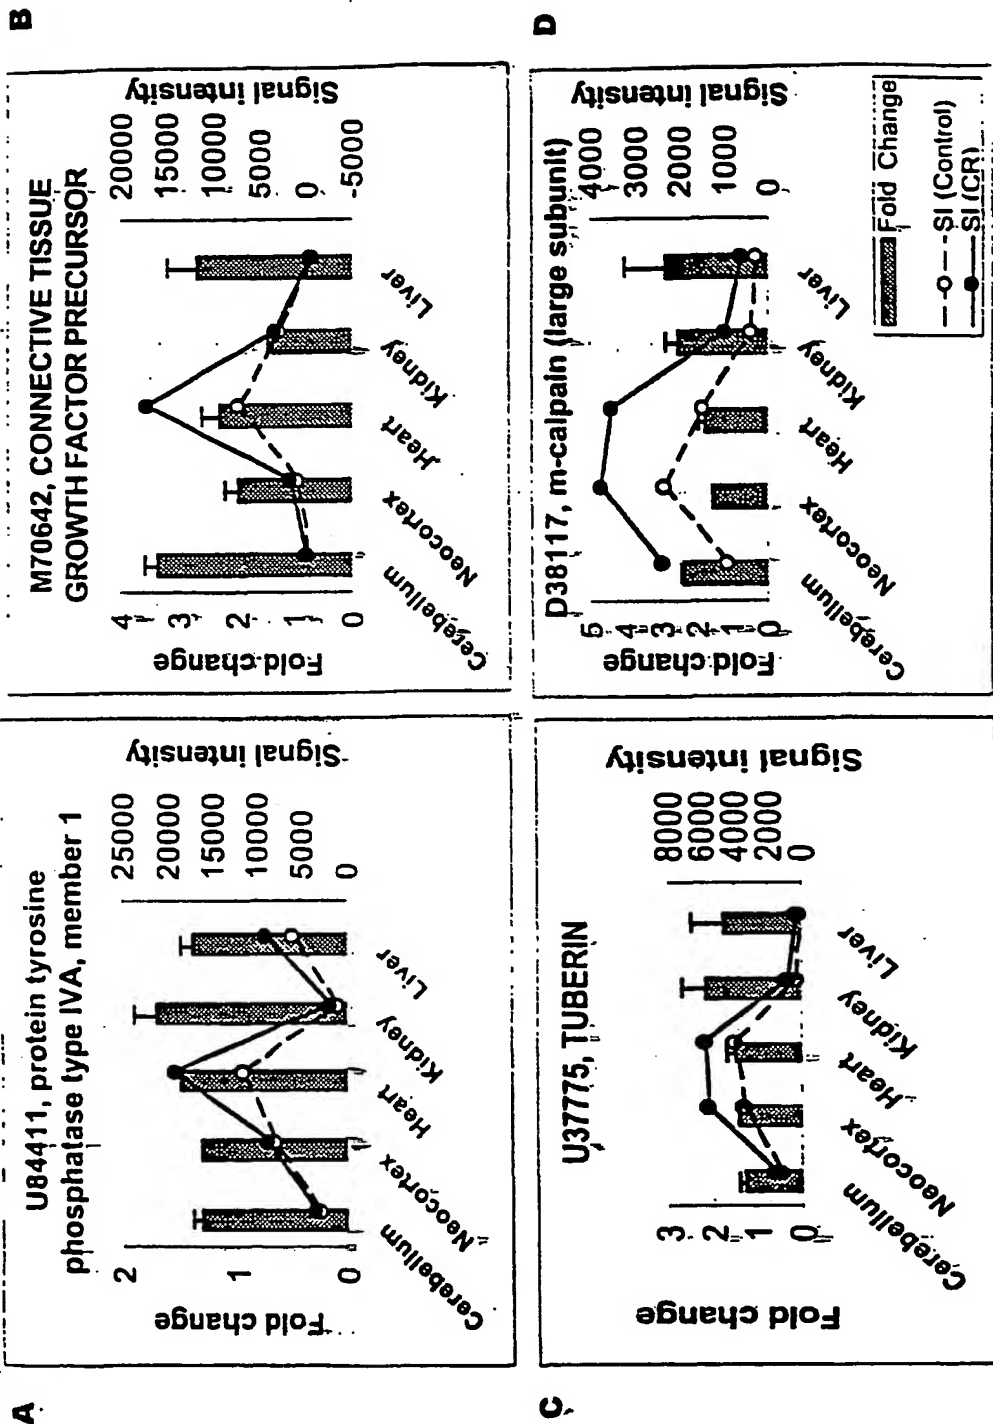 A
U84411, protein tyrosine
phosphatase type IVA, member 1
Fold change
2
1
0
Signal intensity
25000
20000
15000
10000
5000
0
Cerebellum
Neocortex
Heart
Kidney
Liver
B
M70642, CONNECTIVE TISSUE
GROWTH FACTOR PRECURSOR
Fold change
4
3
2
1
0
Signal intensity
20000
15000
10000
5000
0
-5000
Cerebellum
Neocortex
Heart
Kidney
Liver
C
U37775, TUBERIN
Fold change
3
2
1
0
Signal intensity
8000
6000
4000
2000
0
Cerebellum
Neocortex
Heart
Kidney
Liver
D
D38117, m-calpain (large subunit)
Fold change
5
4
3
2
1
0
Signal intensity
4000
3000
2000
1000
0
Cerebellum
Neocortex
Heart
Kidney
Liver
Fold Change
SI (Control)
SI (CR)